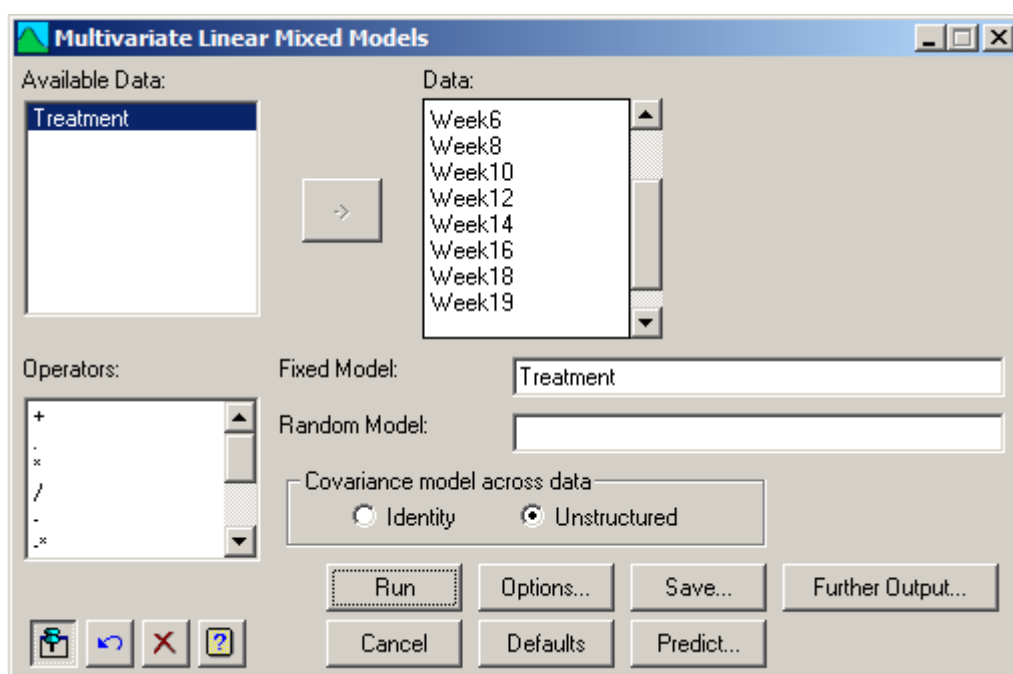 Multivariate Linear Mixed Models
Available Data:
Data:
Treatment
Week6
Week8
Week10
Week12
Week14
Week16
Week18
Week19
->
Operators:
+
.
*
/
-
-*
Fixed Model:
Treatment
Random Model:
Covariance model across data
Identity
Unstructured
Run
Options...
Save...
Further Output...
Cancel
Defaults
Predict...
?